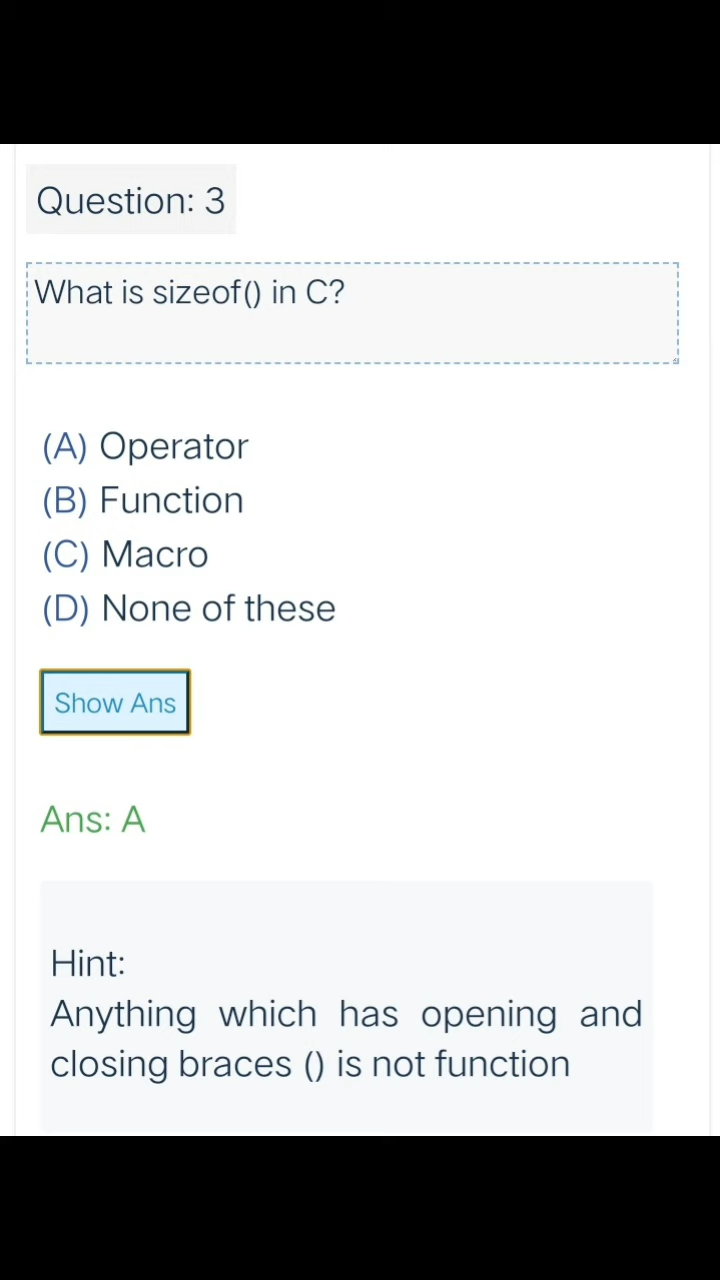 Question: 3
What is sizeof() in C?
(A) Operator
(B) Function
(C) Macro
(D) None of these
Show Ans
Ans: A
Hint:
Anything which has opening and
closing braces () is not function